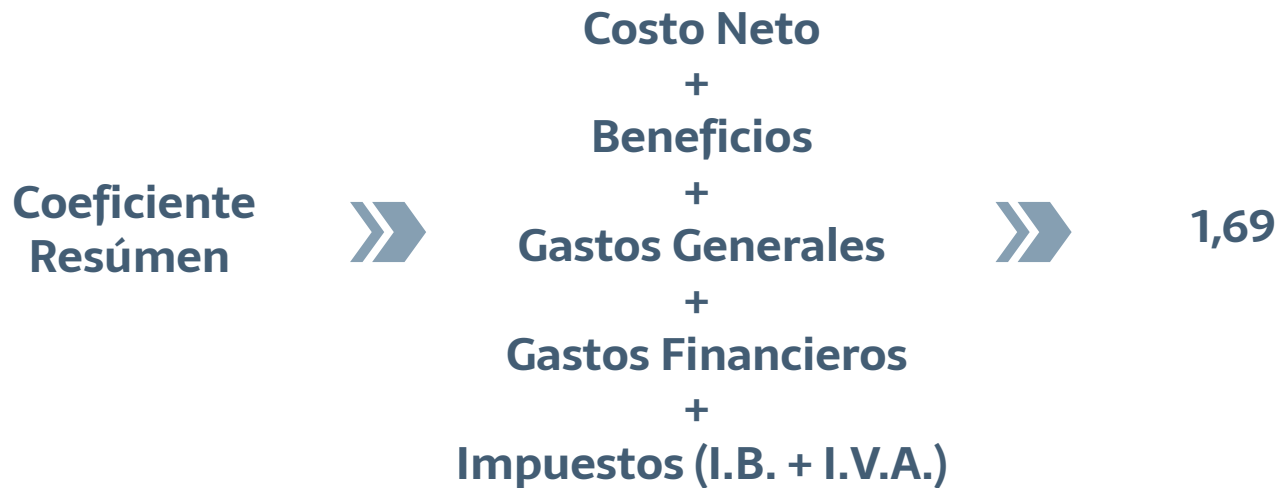 Coeficiente
Resúmen
Costo Neto
+
Beneficios
+
Gastos Generales
+
Gastos Financieros
+
Impuestos (I.B. + I.V.A.)
1,69